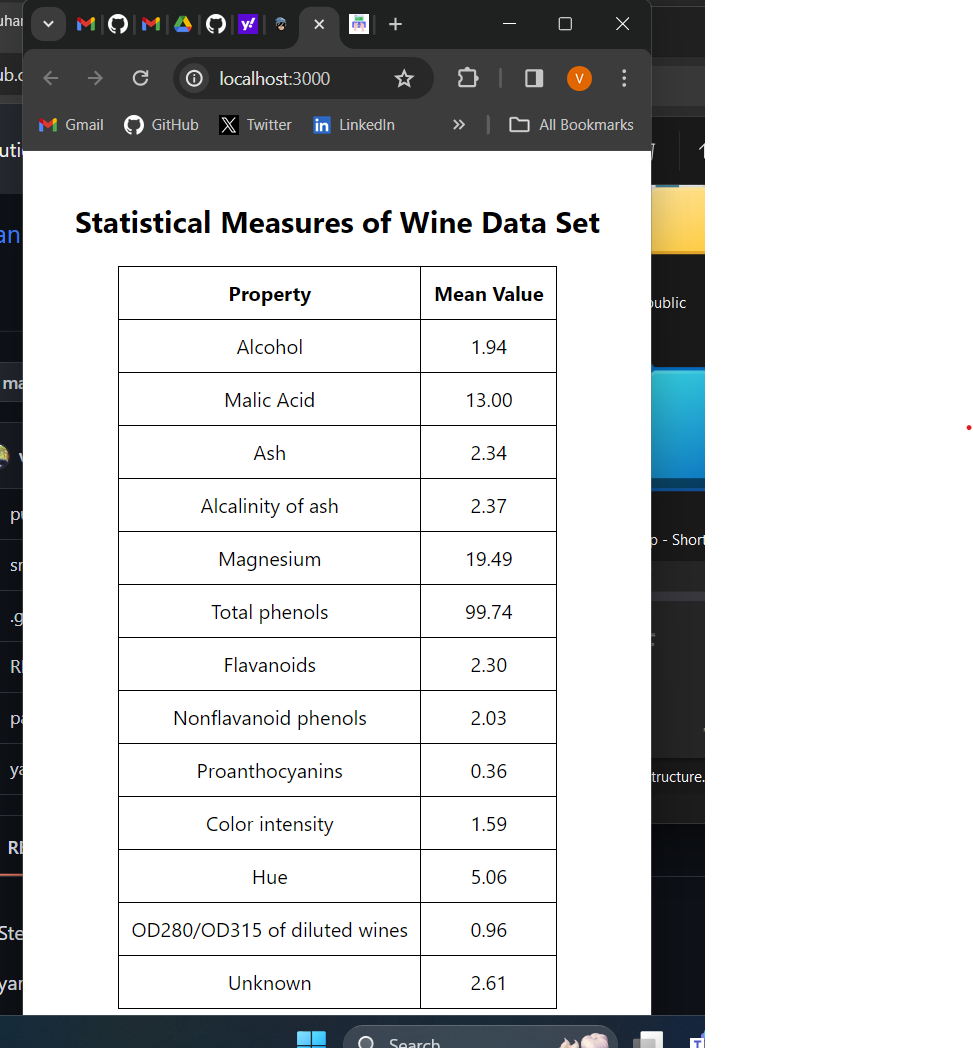 localhost:3000
V
Gmail GitHub Twitter LinkedIn All Bookmarks
Statistical Measures of Wine Data Set
Property Mean Value
Alcohol 1.94
Malic Acid 13.00
Ash 2.34
Alcalinity of ash 2.37
Magnesium 19.49
Total phenols 99.74
Flavanoids 2.30
Nonflavanoid phenols 2.03
Proanthocyanins 0.36
Color intensity 1.59
Hue 5.06
OD280/OD315 of diluted wines 0.96
Unknown 2.61
Search